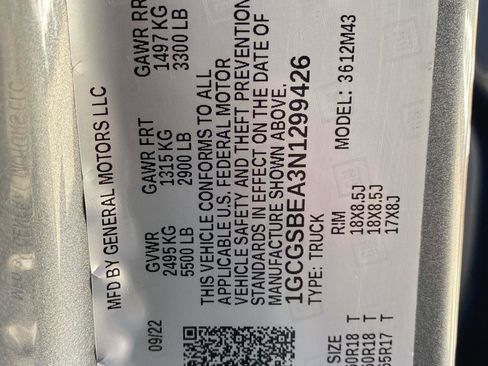 MFD BY GENERAL MOTORS LLC
09/22
GVWR GAWR FRT GAWR RR
2495 KG 1315 KG 1497 KG
5500 LB 2900 LB 3300 LB
THIS VEHICLE CONFORMS TO ALL
APPLICABLE U.S. FEDERAL MOTOR
VEHICLE SAFETY AND THEFT PREVENTION
STANDARDS IN EFFECT ON THE DATE OF
MANUFACTURE SHOWN ABOVE.
1GCGSBEA3N1299426
TYPE: TRUCK MODEL: 3612M43
SIZE RIM
60R18 T 18X8.5J
60R18 T 18X8.5J
65R17 T 17X8J